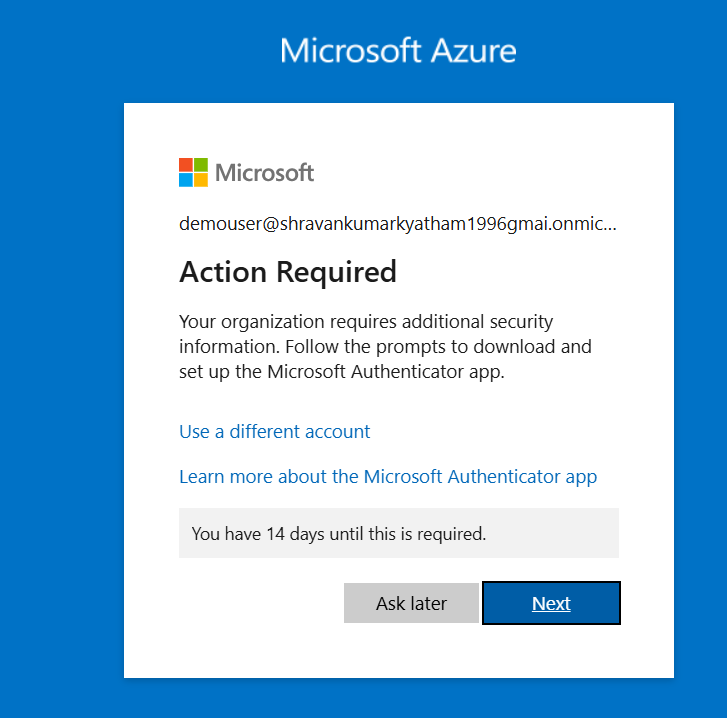 Microsoft Azure
Microsoft
demouser@shravankumarkyatham1996gmai.onmic...
Action Required
Your organization requires additional security
information. Follow the prompts to download and
set up the Microsoft Authenticator app.
Use a different account
Learn more about the Microsoft Authenticator app
You have 14 days until this is required.
Ask later
Next